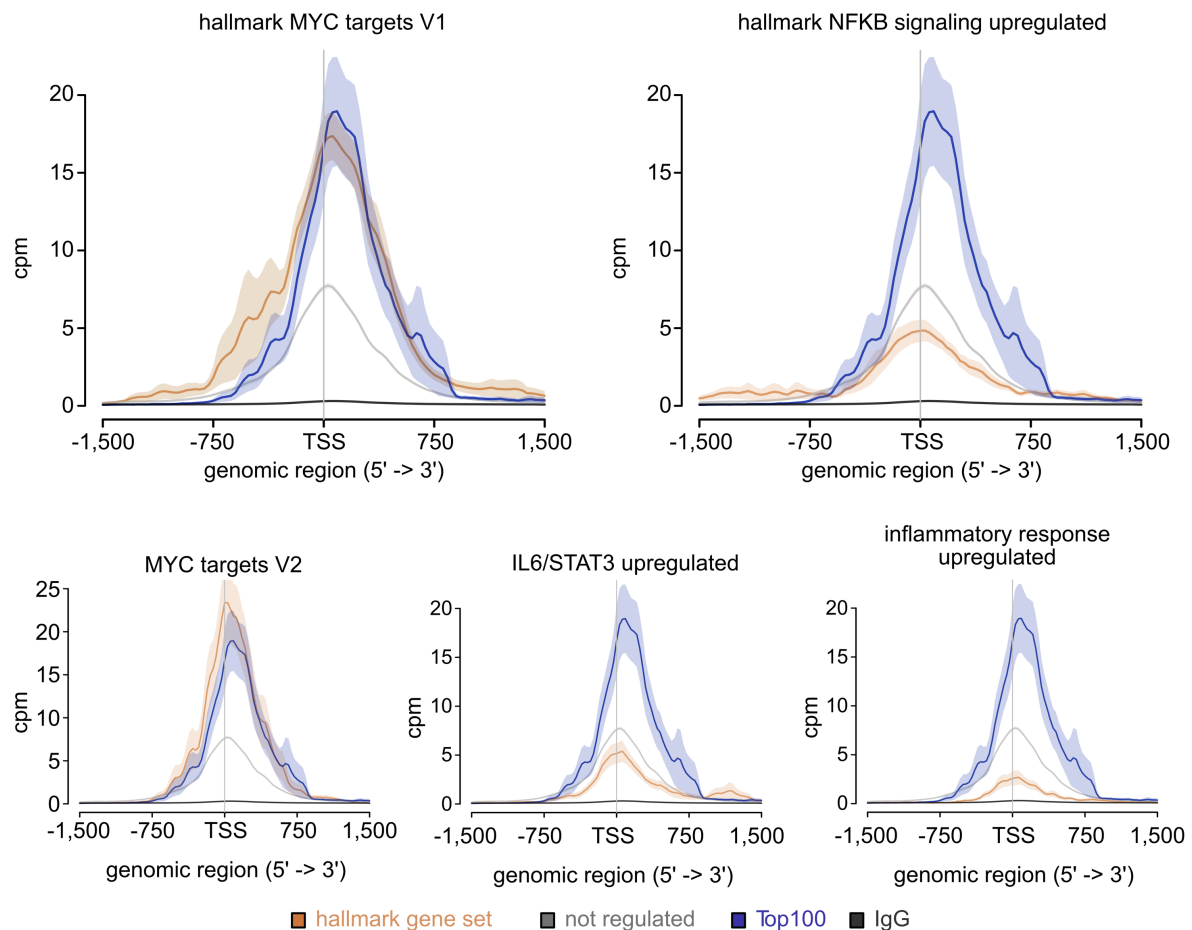 hallmark MYC targets V1
20
15
10
5
0
cpm
-1,500 -750 TSS 750 1,500
genomic region (5' -> 3')
hallmark NFKB signaling upregulated
20
15
10
5
0
cpm
-1,500 -750 TSS 750 1,500
genomic region (5' -> 3')
MYC targets V2
25
20
15
10
5
0
cpm
-1,500 -750 TSS 750 1,500
genomic region (5' -> 3')
IL6/STAT3 upregulated
20
15
10
5
0
cpm
-1,500 -750 TSS 750 1,500
genomic region (5' -> 3')
inflammatory response
upregulated
20
15
10
5
0
cpm
-1,500 -750 TSS 750 1,500
genomic region (5' -> 3')
hallmark gene set not regulated Top100 IgG